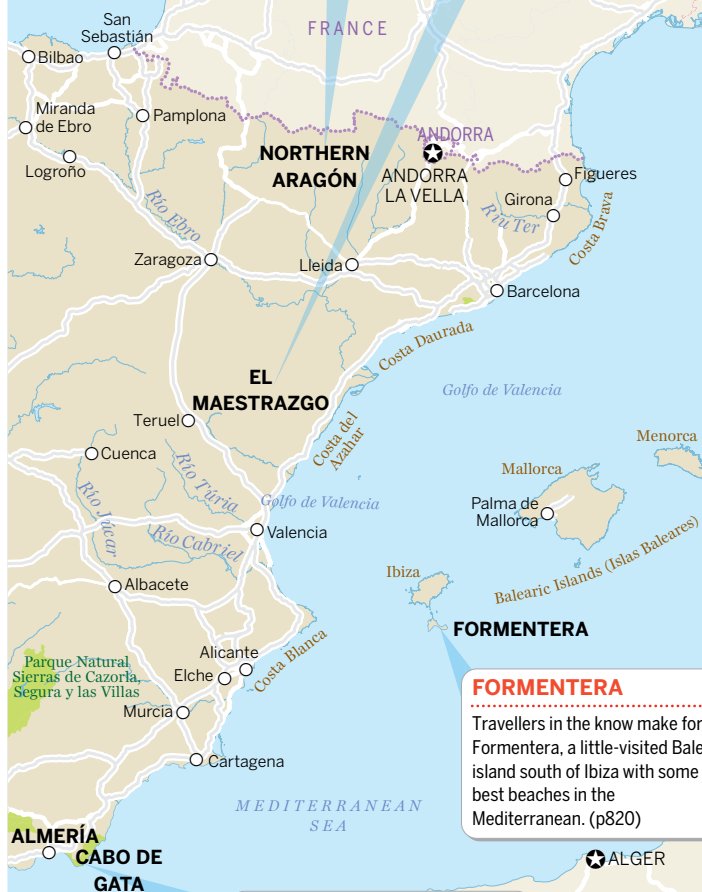 FRANCE
San
Sebastián
Bilbao
Miranda
de Ebro
Pamplona
Logroño
NORTHERN
ARAGÓN
ANDORRA
ANDORRA
LA VELLA
Figueres
Girona
Riu Ter
Costa Brava
Río Ebro
Zaragoza
Lleida
Barcelona
Costa Daurada
EL
MAESTRAZGO
Golfo de Valencia
Teruel
Costa del
Azahar
Menorca
Cuenca
Mallorca
Río Túria
Golfo de Valencia
Palma de
Mallorca
Río Júcar
Río Cabriel
Valencia
Balearic Islands (Islas Baleares)
Ibiza
Albacete
FORMENTERA
Parque Natural
Sierras de Cazorla,
Segura y las Villas
Alicante
Elche
Costa Blanca
Murcia
Cartagena
FORMENTERA
Travellers in the know make for
Formentera, a little-visited Bale
island south of Ibiza with some
best beaches in the
Mediterranean. (p820)
MEDITERRANEAN
SEA
ALMERÍA
CABO DE
GATA
ALGER